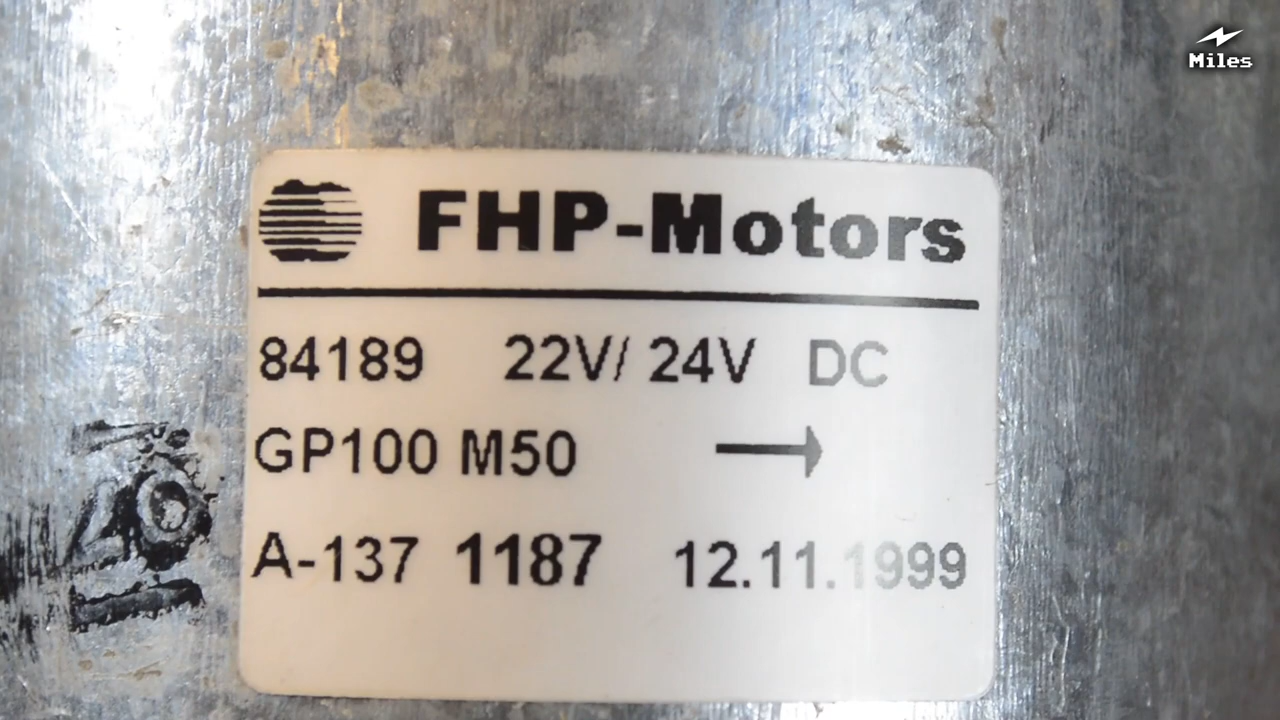 Miles
FHP-Motors
84189 22V/ 24V DC
GP100 M50 →
A-137 1187 12.11.1999